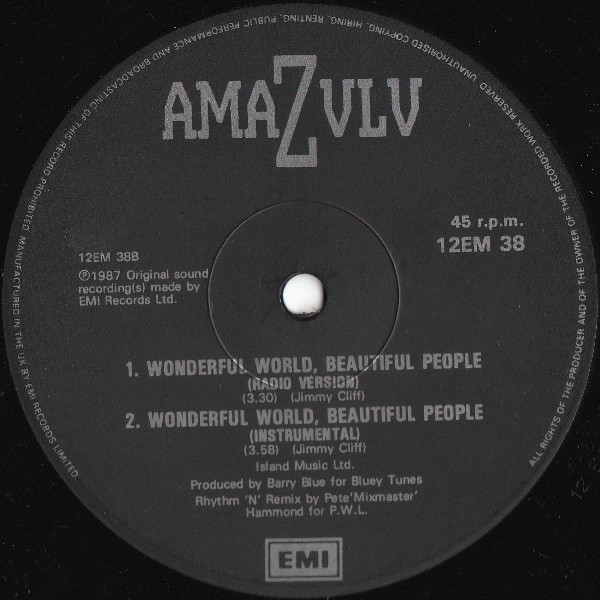 ALL RIGHTS OF THE PRODUCER AND OF THE OWNER OF THE RECORDED WORK RESERVED. UNAUTHORISED COPYING, HIRING, RENTING, PUBLIC PERFORMANCE AND BROADCASTING OF THIS RECORD PROHIBITED. MANUFACTURED IN THE UK BY EMI RECORDS LIMITED
AMAZVLV
45 r.p.m.
12EM 38
12EM 38B
℗1987 Original sound
recording(s) made by
EMI Records Ltd.
1. WONDERFUL WORLD, BEAUTIFUL PEOPLE
(RADIO VERSION)
(3.30) (Jimmy Cliff)
2. WONDERFUL WORLD, BEAUTIFUL PEOPLE
(INSTRUMENTAL)
(3.58) (Jimmy Cliff)
Island Music Ltd.
Produced by Barry Blue for Bluey Tunes
Rhythm 'N' Remix by Pete'Mixmaster'
Hammond for P.W.L.
EMI